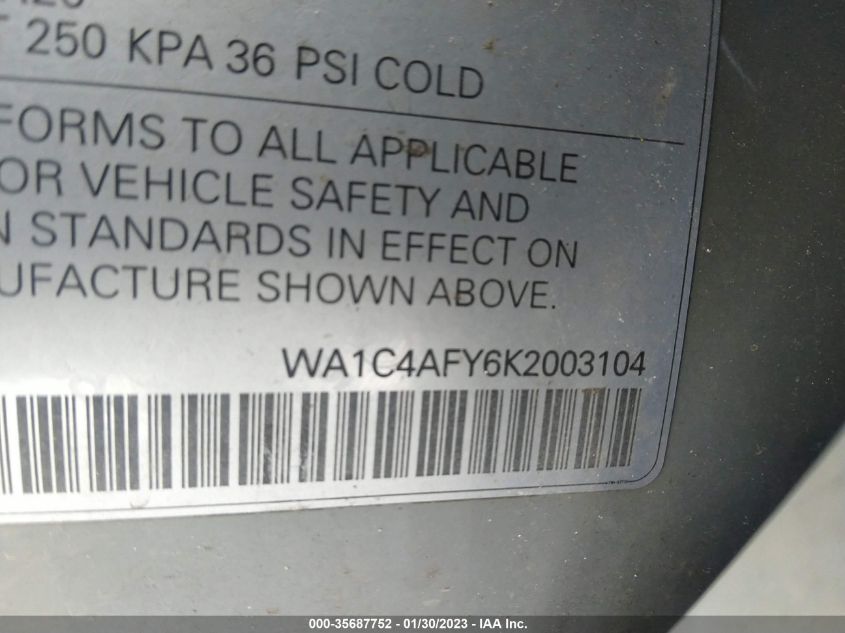 250 KPA 36 PSI COLD
FORMS TO ALL APPLICABLE
OR VEHICLE SAFETY AND
N STANDARDS IN EFFECT ON
UFACTURE SHOWN ABOVE.
WA1C4AFY6K2003104
000-35687752 - 01/30/2023 - IAA Inc.